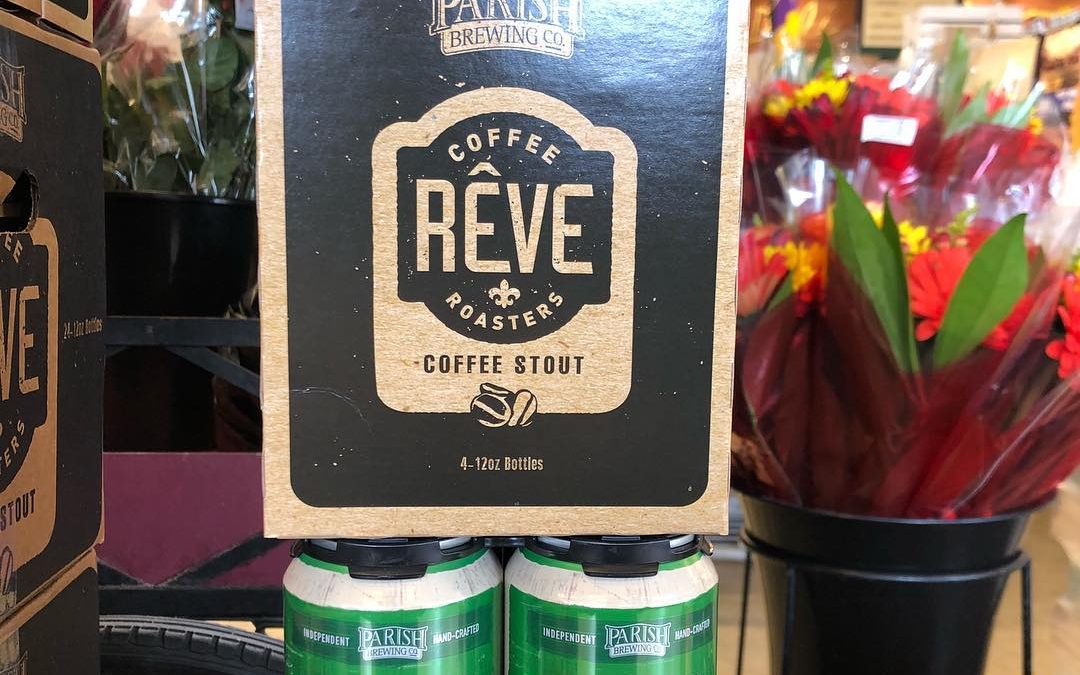 PARISH
BREWING CO.
COFFEE
RÊVE
ROASTERS
COFFEE STOUT
4-12oz Bottles
24-12oz Bottles
STOUT
INDEPENDENT PARISH HAND-CRAFTED
BREWING CO.
INDEPENDENT PARISH HAND-CRAFTED
BREWING CO.